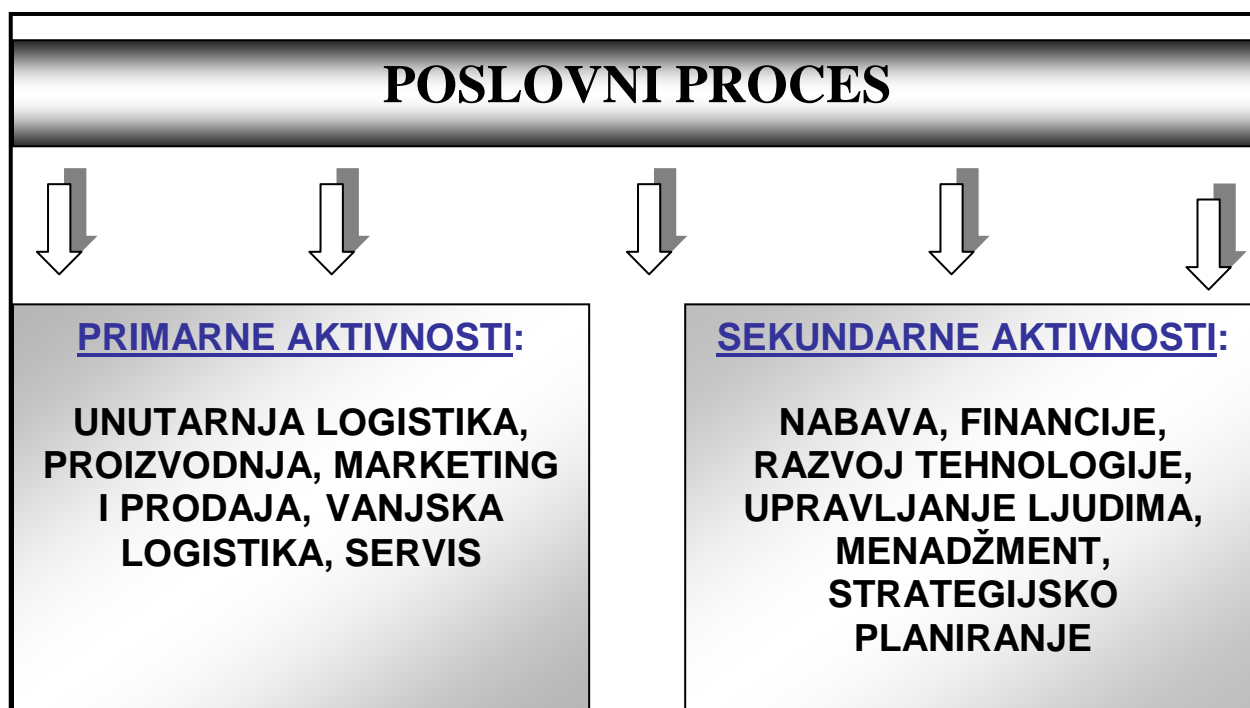 POSLOVNI PROCES
PRIMARNE AKTIVNOSTI:
UNUTARNJA LOGISTIKA,
PROIZVODNJA, MARKETING
I PRODAJA, VANJSKA
LOGISTIKA, SERVIS
SEKUNDARNE AKTIVNOSTI:
NABAVA, FINANCIJE,
RAZVOJ TEHNOLOGIJE,
UPRAVLJANJE LJUDIMA,
MENADŽMENT,
STRATEGIJSKO
PLANIRANJE